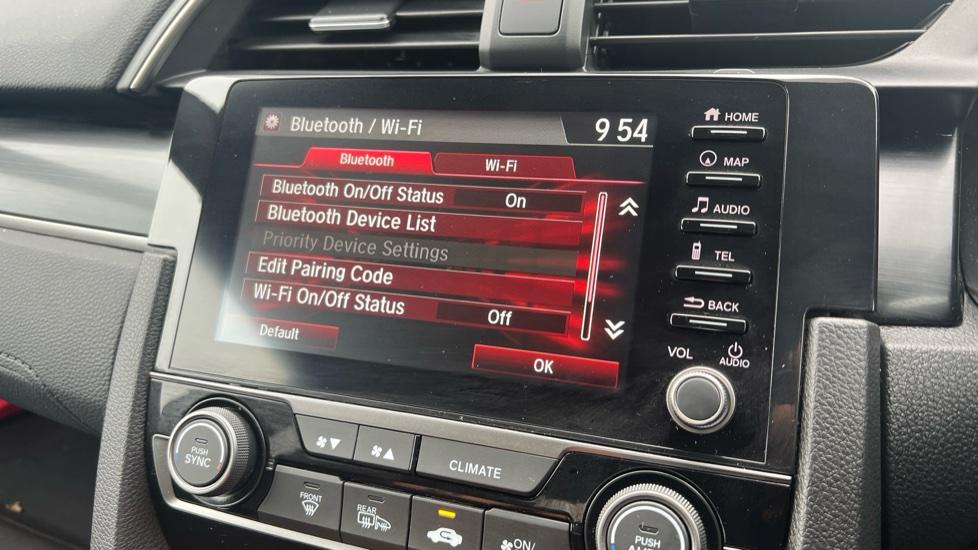 Bluetooth / Wi-Fi 9 54
HOME
Bluetooth Wi-Fi
MAP
Bluetooth On/Off Status On
Bluetooth Device List
AUDIO
Priority Device Settings
TEL
Edit Pairing Code
Wi-Fi On/Off Status Off
BACK
Default
OK
VOL AUDIO
PUSH
SYNC
CLIMATE
FRONT
REAR
ON/
PUSH